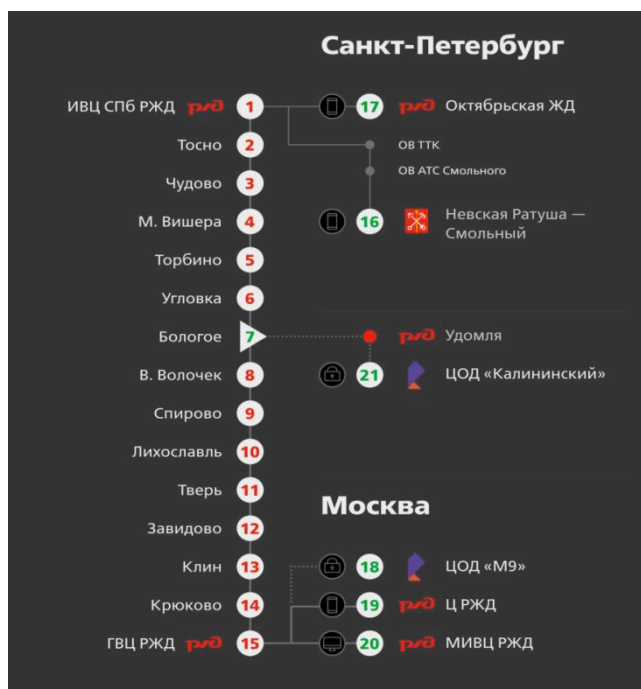 Санкт-Петербург
ИВЦ СПб РЖД ржд 1
17 ржд Октябрьская ЖД
Тосно 2
ОВ ТТК
ОВ АТС Смольного
Чудово 3
М. Вишера 4
16 Невская Ратуша —
Смольный
Торбино 5
Угловка 6
Бологое 7
ржд Удомля
В. Волочек 8
21 ЦОД «Калининский»
Спирово 9
Лихославль 10
Тверь 11
Москва
Завидово 12
Клин 13
18 ЦОД «М9»
Крюково 14
19 ржд Ц РЖД
ГВЦ РЖД ржд 15
20 ржд МИВЦ РЖД